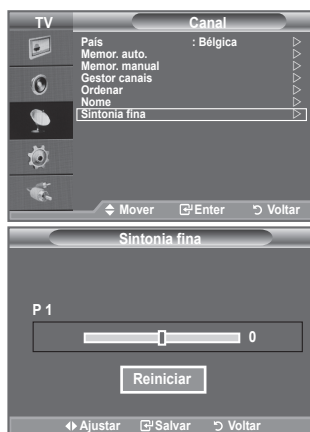 TV Canal
País : Bélgica
Memor. auto.
Memor. manual
Gestor canais
Ordenar
Nome
Sintonia fina
Mover Enter Voltar
Sintonia fina
P 1
0
Reiniciar
Ajustar Salvar Voltar